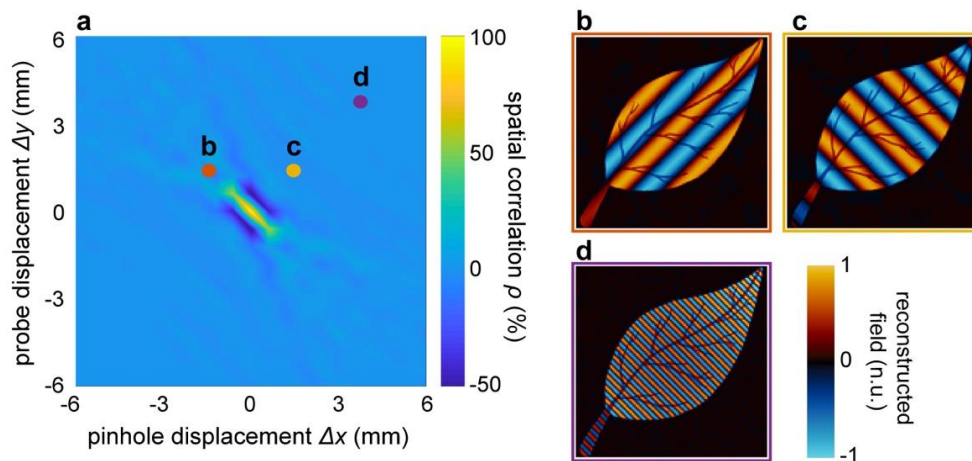 a
6
3
0
-3
-6
-6
-3
0
3
6
probe displacement Δy (mm)
pinhole displacement Δx (mm)
b
c
d
100
50
0
-50
spatial correlation ρ (%)
b
c
d
1
0
-1
reconstructed
field (n.u.)